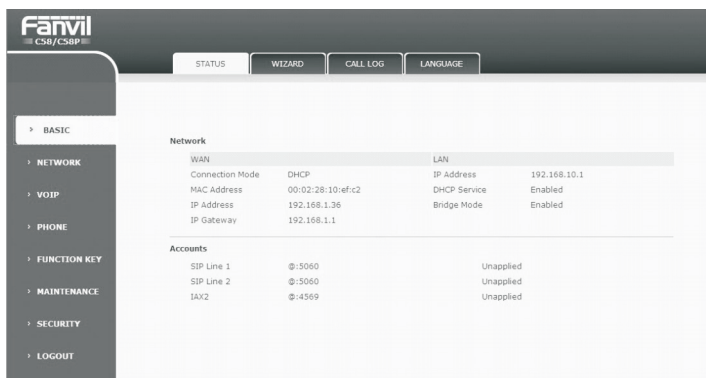 Fanvil
C58/C58P
STATUS WIZARD CALL LOG LANGUAGE
› BASIC
› NETWORK
› VOIP
› PHONE
› FUNCTION KEY
› MAINTENANCE
› SECURITY
› LOGOUT
Network
WAN LAN
Connection Mode DHCP IP Address 192.168.10.1
MAC Address 00:02:28:10:ef:c2 DHCP Service Enabled
IP Address 192.168.1.36 Bridge Mode Enabled
IP Gateway 192.168.1.1
Accounts
SIP Line 1 @:5060 Unapplied
SIP Line 2 @:5060 Unapplied
IAX2 @:4569 Unapplied